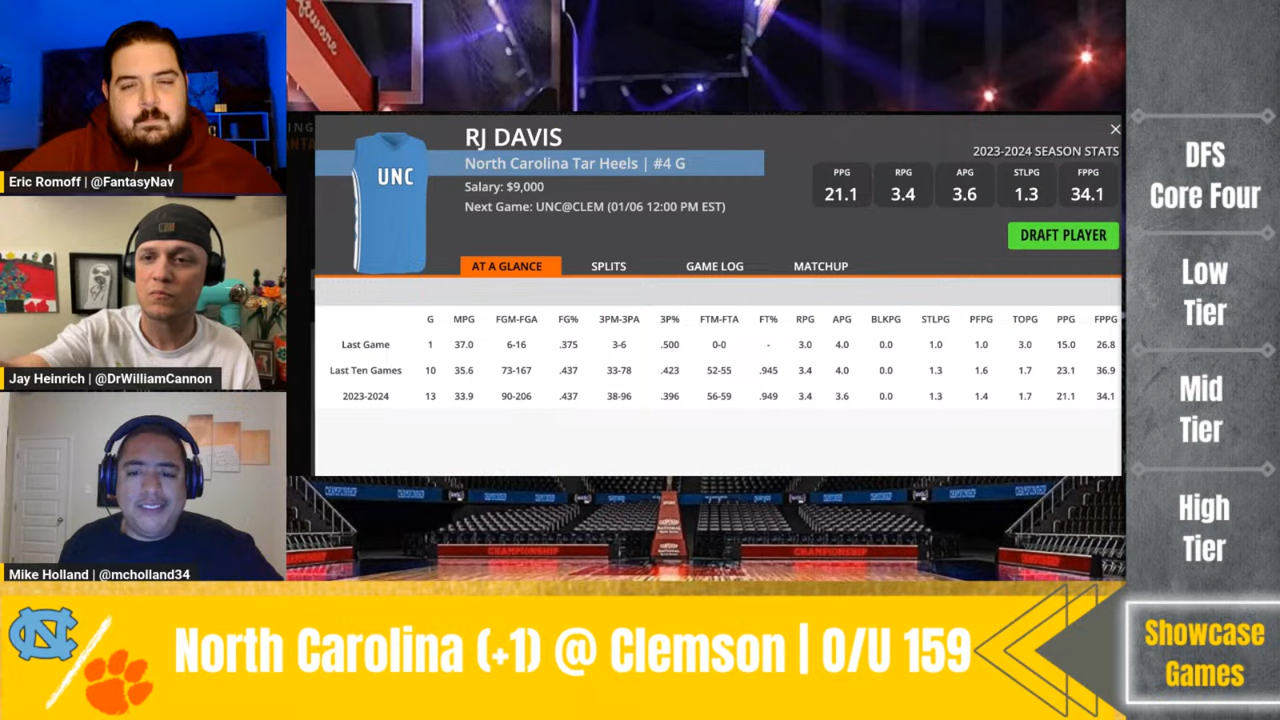 Eric Romoff | @FantasyNav
Jay Heinrich | @DrWilliamCannon
Mike Holland | @mcholland34
RJ DAVIS
North Carolina Tar Heels | #4 G
Salary: $9,000
Next Game: UNC@CLEM (01/06 12:00 PM EST)
UNC
2023-2024 SEASON STATS
PPG RPG APG STLPG FPPG
21.1 3.4 3.6 1.3 34.1
DRAFT PLAYER
AT A GLANCE SPLITS GAME LOG MATCHUP
G MPG FGM-FGA FG% 3PM-3PA 3P% FTM-FTA FT% RPG APG BLKPG STLPG PFPG TOPG PPG FPPG
Last Game 1 37.0 6-16 .375 3-6 .500 0-0 - 3.0 4.0 0.0 1.0 1.0 3.0 15.0 26.8
Last Ten Games 10 35.6 73-167 .437 33-78 .423 52-55 .945 3.4 4.0 0.0 1.3 1.6 1.7 23.1 36.9
2023-2024 13 33.9 90-206 .437 38-96 .396 56-59 .949 3.4 3.6 0.0 1.3 1.4 1.7 21.1 34.1
CHAMPIONSHIP CHAMPIONSHIP
NC
North Carolina (+1) @ Clemson | O/U 159
DFS
Core Four
Low
Tier
Mid
Tier
High
Tier
Showcase
Games